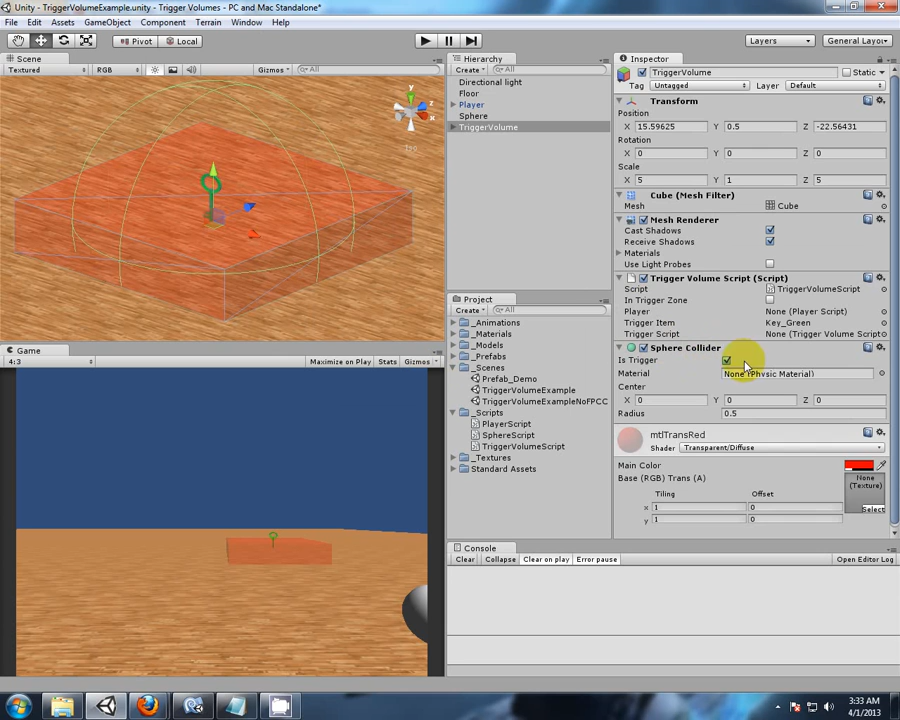 Unity - TriggerVolumeExample.unity - Trigger Volumes - PC and Mac Standalone*
File Edit Assets GameObject Component Terrain Window Help
Pivot Local Layers General Layou
Scene
Textured RGB Gizmos All
y
z
x
Iso
Game
4:3 Maximize on Play Stats Gizmos
Hierarchy
Create All
Directional light
Floor
Player
Sphere
TriggerVolume
Project
Create All
_Animations
_Materials
_Models
_Prefabs
_Scenes
Prefab_Demo
TriggerVolumeExample
TriggerVolumeExampleNoFPCC
_Scripts
PlayerScript
SphereScript
TriggerVolumeScript
_Textures
Standard Assets
Inspector
TriggerVolume Static
Tag Untagged Layer Default
Transform
Position
X 15.59625 Y 0.5 Z -22.56431
Rotation
X 0 Y 0 Z 0
Scale
X 5 Y 1 Z 5
Cube (Mesh Filter)
Mesh Cube
Mesh Renderer
Cast Shadows
Receive Shadows
Materials
Use Light Probes
Trigger Volume Script (Script)
Script TriggerVolumeScript
In Trigger Zone
Player None (Player Script)
Trigger Item Key_Green
Trigger Script None (Trigger Volume Script
Sphere Collider
Is Trigger
Material None (Physic Material)
Center
X 0 Y 0 Z 0
Radius 0.5
mtlTransRed
Shader Transparent/Diffuse
Main Color
Base (RGB) Trans (A) None (Texture)
Tiling Offset
x 1 0
y 1 0
Select
Console
Clear Collapse Clear on play Error pause Open Editor Log
3:33 AM
4/1/2013